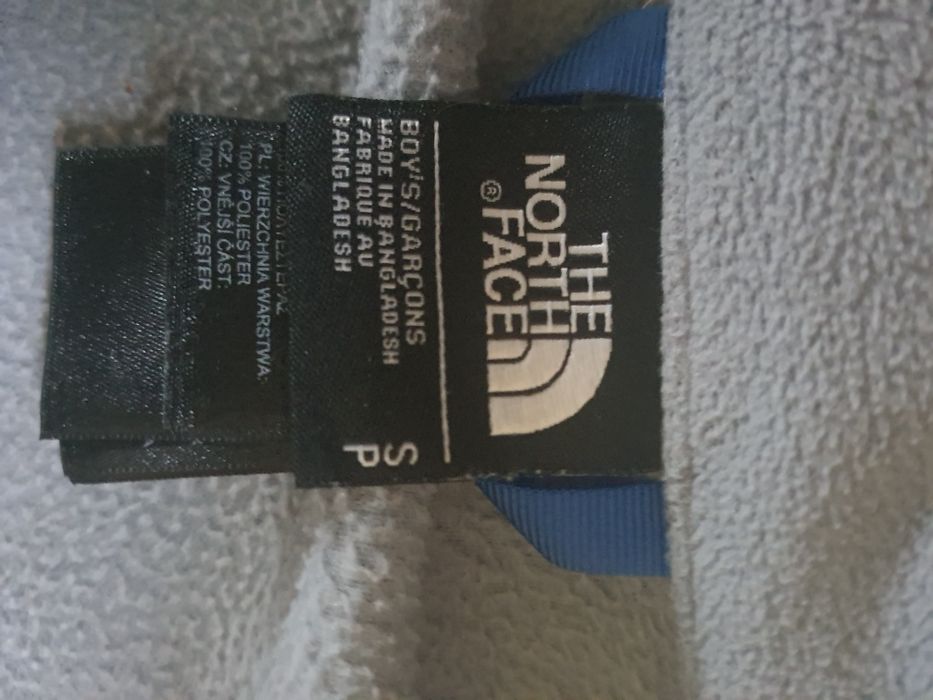 THE
NORTH
®FACE
BOY'S/GARÇONS S
MADE IN BANGLADESH P
FABRIQUÉ AU
BANGLADESH
PL- WIERZCHNIA WARSTWA:
100% POLIESTER
CZ. VNĚJŠÍ ČÁST:
100% POLYESTER